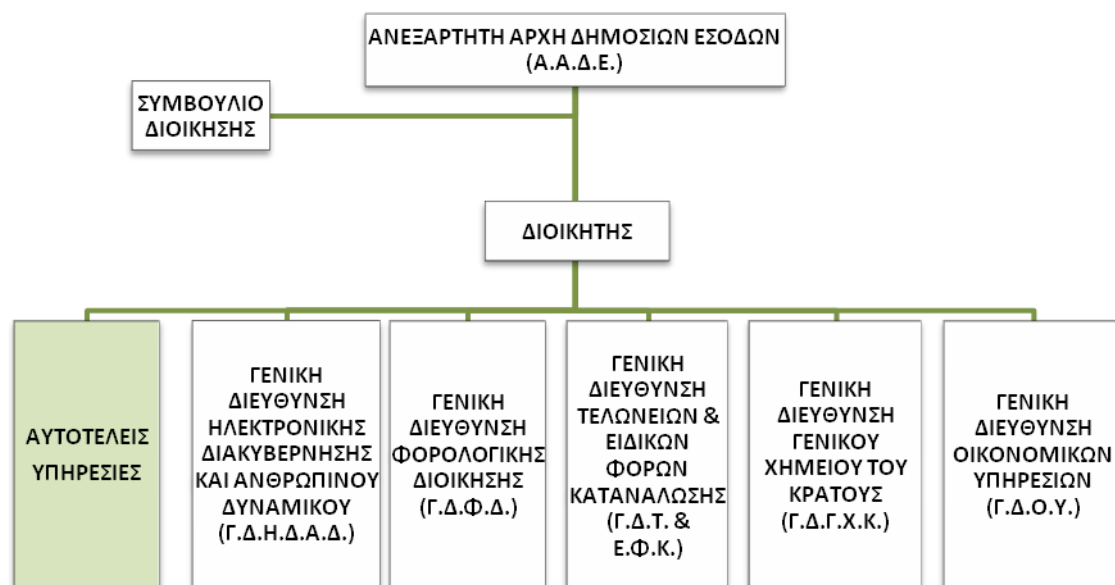 ΑΝΕΞΑΡΤΗΤΗ ΑΡΧΗ ΔΗΜΟΣΙΩΝ ΕΣΟΔΩΝ
(Α.Α.Δ.Ε.)
ΣΥΜΒΟΥΛΙΟ
ΔΙΟΙΚΗΣΗΣ
ΔΙΟΙΚΗΤΗΣ
ΑΥΤΟΤΕΛΕΙΣ
ΥΠΗΡΕΣΙΕΣ
ΓΕΝΙΚΗ
ΔΙΕΥΘΥΝΣΗ
ΗΛΕΚΤΡΟΝΙΚΗΣ
ΔΙΑΚΥΒΕΡΝΗΣΗΣ
ΚΑΙ ΑΝΘΡΩΠΙΝΟΥ
ΔΥΝΑΜΙΚΟΥ
(Γ.Δ.Η.Δ.Α.Δ.)
ΓΕΝΙΚΗ
ΔΙΕΥΘΥΝΣΗ
ΦΟΡΟΛΟΓΙΚΗΣ
ΔΙΟΙΚΗΣΗΣ
(Γ.Δ.Φ.Δ.)
ΓΕΝΙΚΗ
ΔΙΕΥΘΥΝΣΗ
ΤΕΛΩΝΕΙΩΝ &
ΕΙΔΙΚΩΝ
ΦΟΡΩΝ
ΚΑΤΑΝΑΛΩΣΗΣ
(Γ.Δ.Τ. &
Ε.Φ.Κ.)
ΓΕΝΙΚΗ
ΔΙΕΥΘΥΝΣΗ
ΓΕΝΙΚΟΥ
ΧΗΜΕΙΟΥ ΤΟΥ
ΚΡΑΤΟΥΣ
(Γ.Δ.Γ.Χ.Κ.)
ΓΕΝΙΚΗ
ΔΙΕΥΘΥΝΣΗ
ΟΙΚΟΝΟΜΙΚΩΝ
ΥΠΗΡΕΣΙΩΝ
(Γ.Δ.Ο.Υ.)